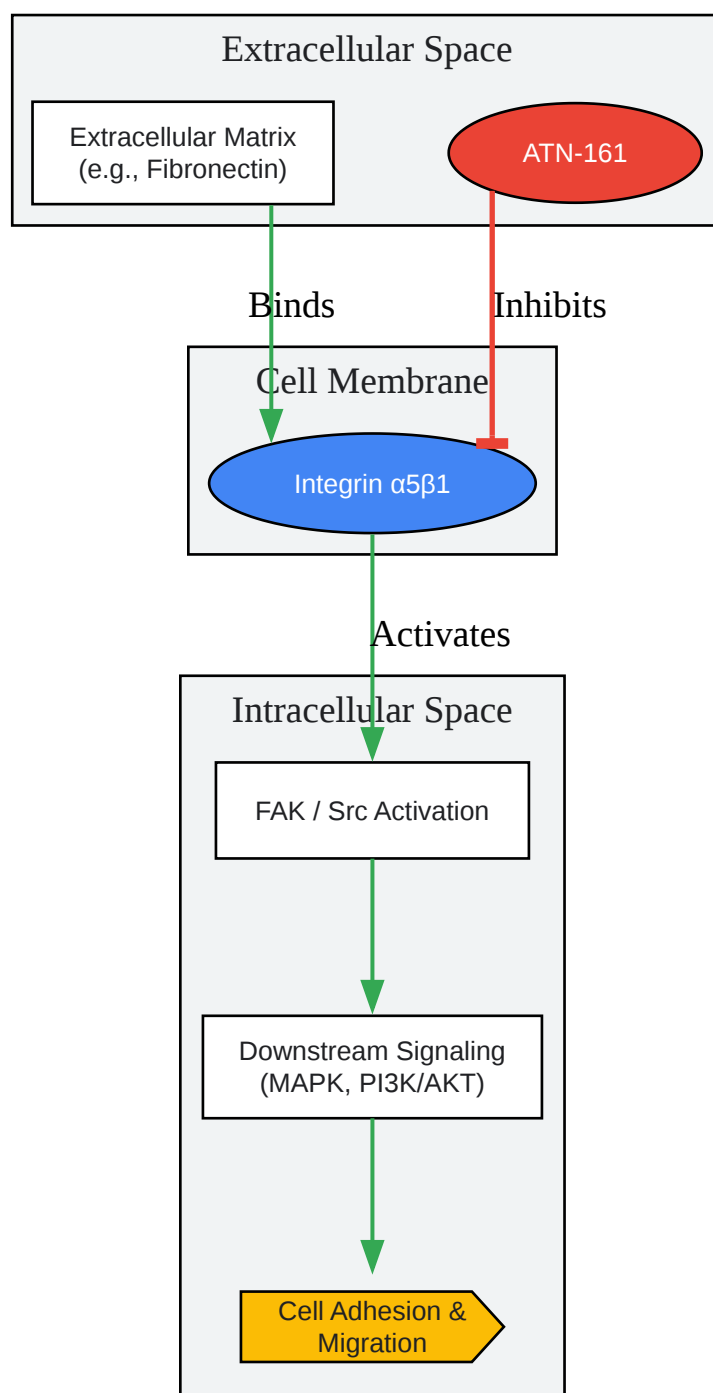 Extracellular Space
Extracellular Matrix
(e.g., Fibronectin)
ATN-161
Binds
Inhibits
Cell Membrane
Integrin α5β1
Activates
Intracellular Space
FAK / Src Activation
Downstream Signaling
(MAPK, PI3K/AKT)
Cell Adhesion &
Migration